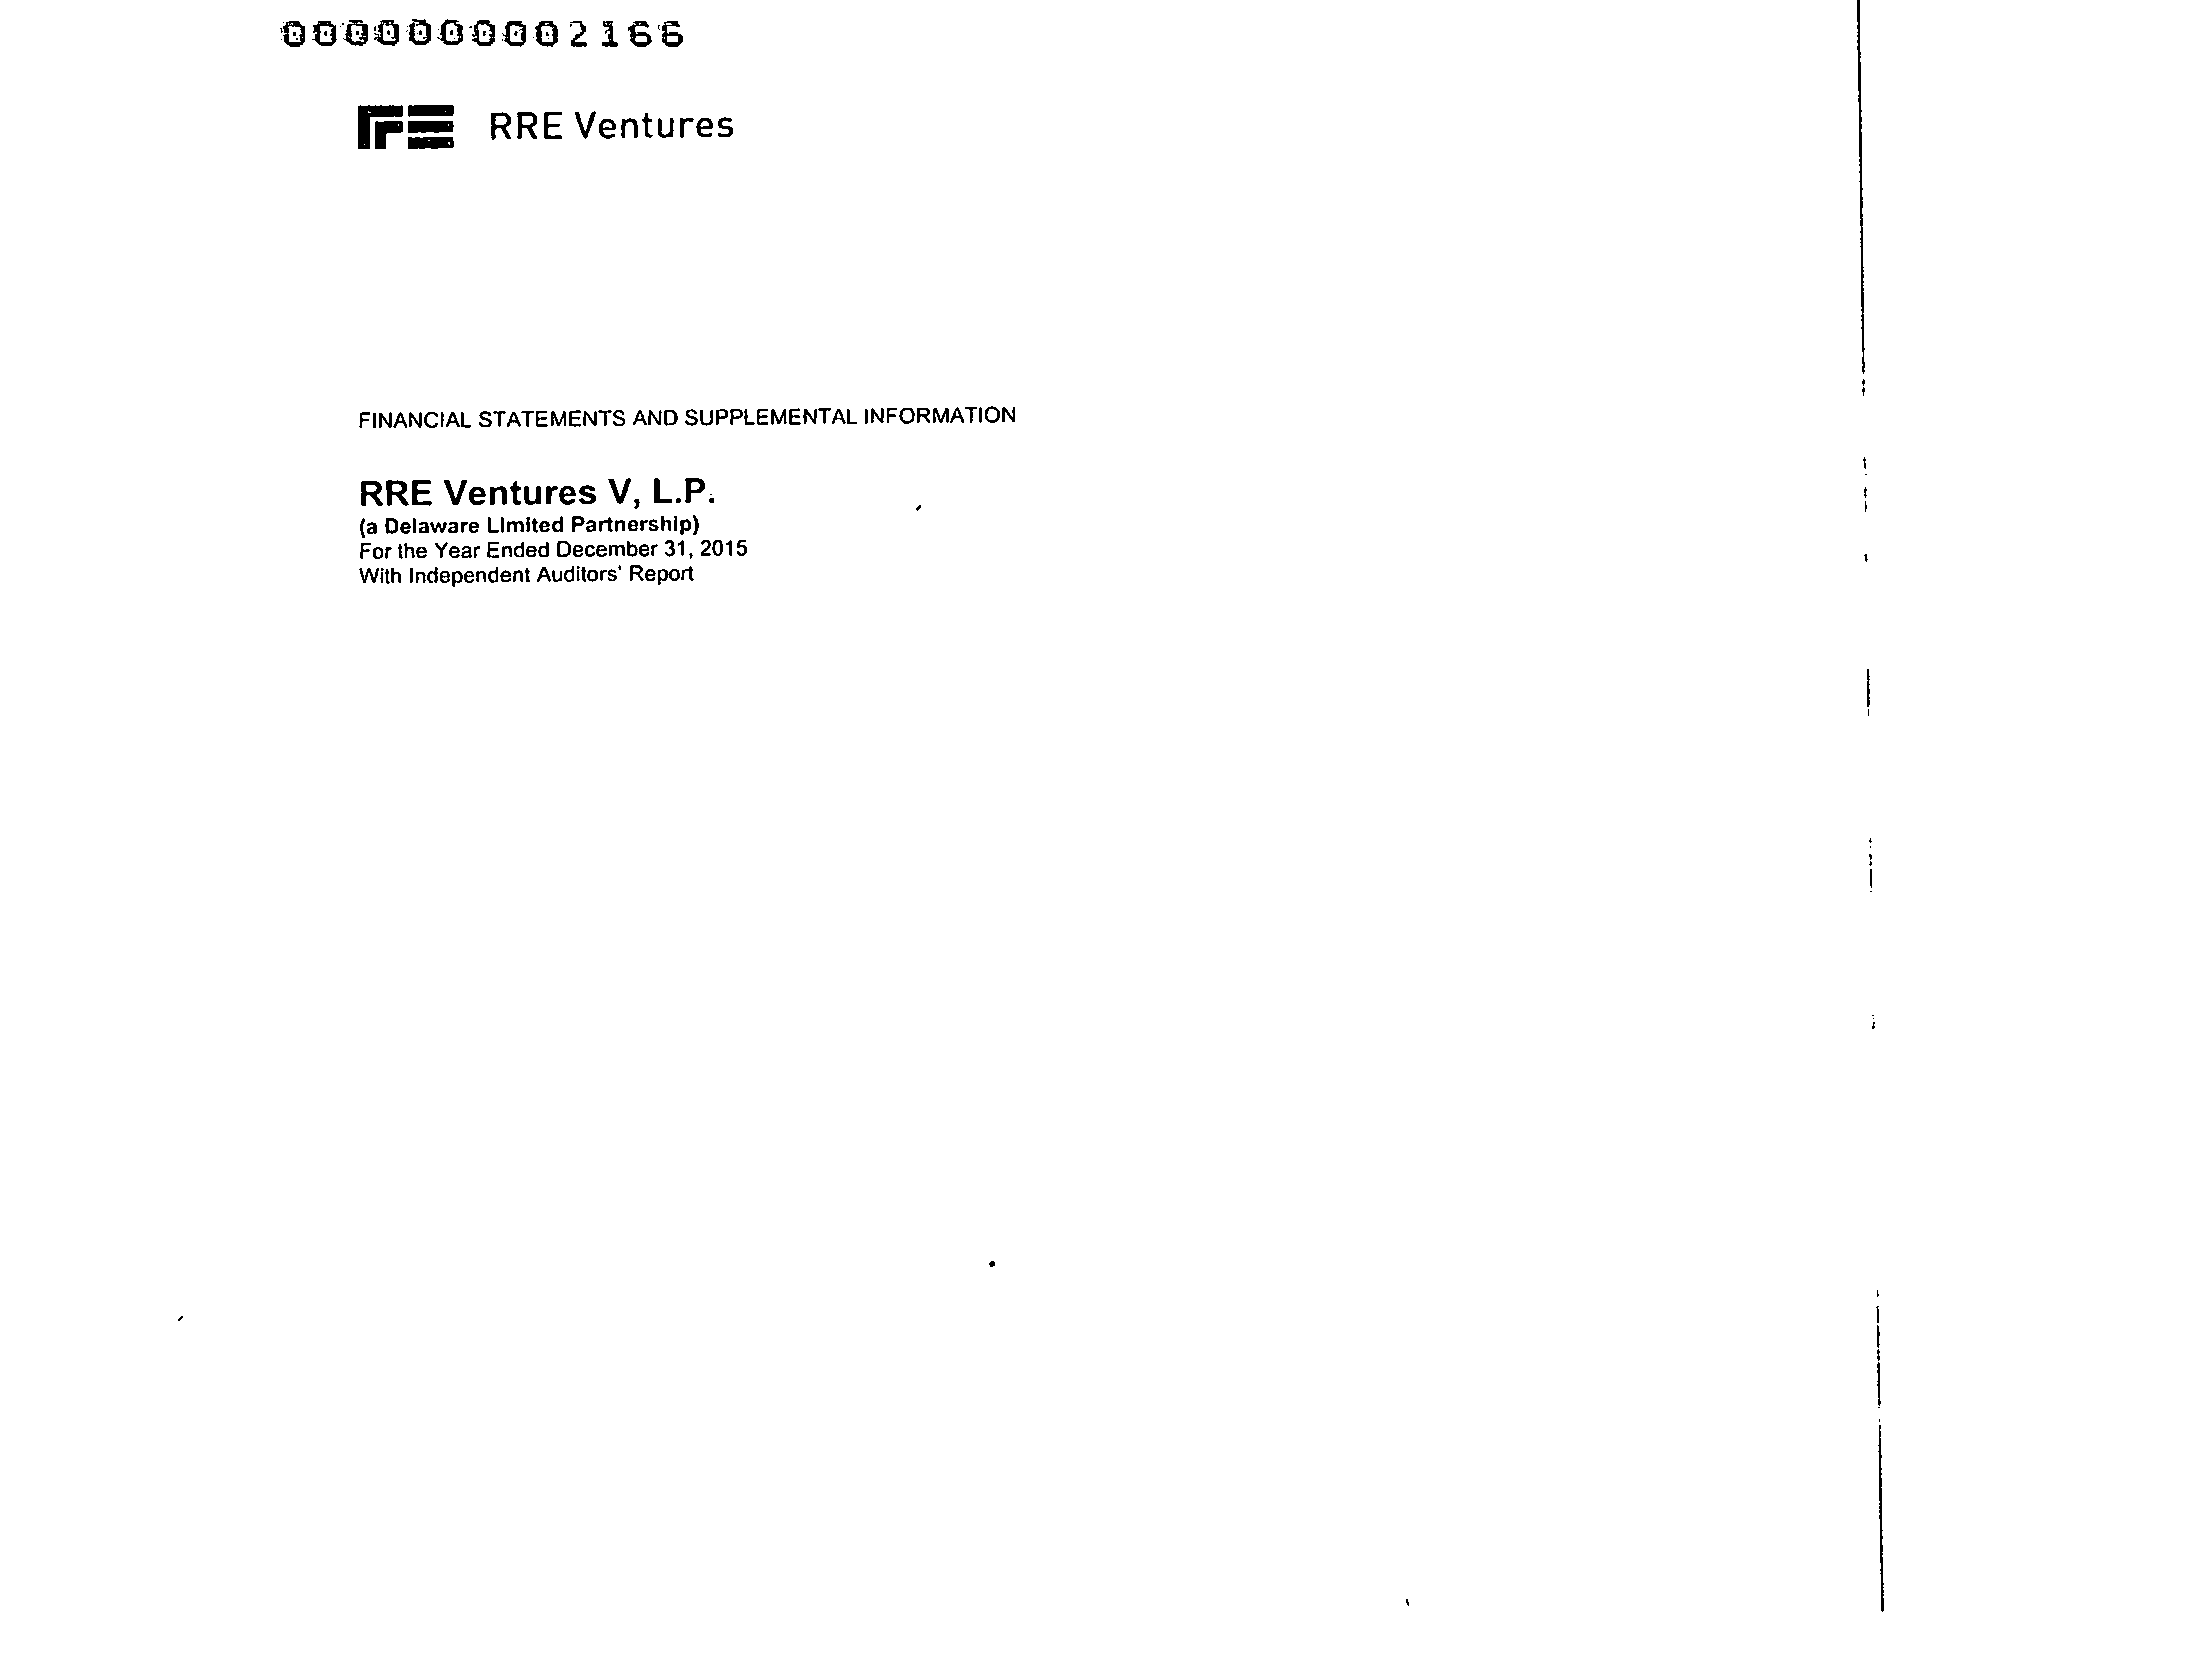 0000000002166
RRE Ventures
FINANCIAL STATEMENTS AND SUPPLEMENTAL INFORMATION
RRE Ventures V, L.P.
(a Delaware Limited Partnership)
For the Year Ended December 31, 2015
With Independent Auditors' Report